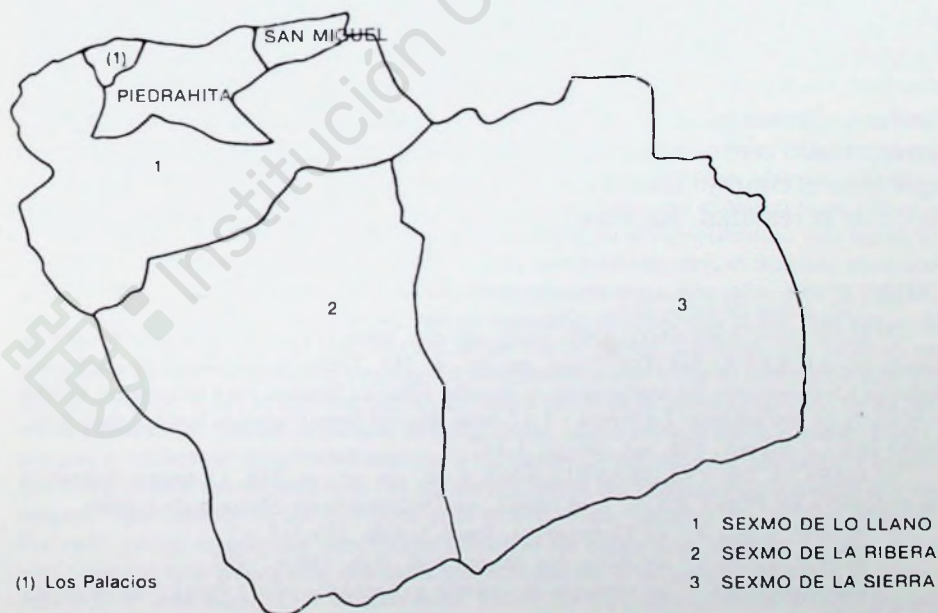 SAN MIGUEL
(1)
PIEDRAHITA
1
2
3
1 SEXMO DE LO LLANO
2 SEXMO DE LA RIBERA
3 SEXMO DE LA SIERRA
(1) Los Palacios
Institución